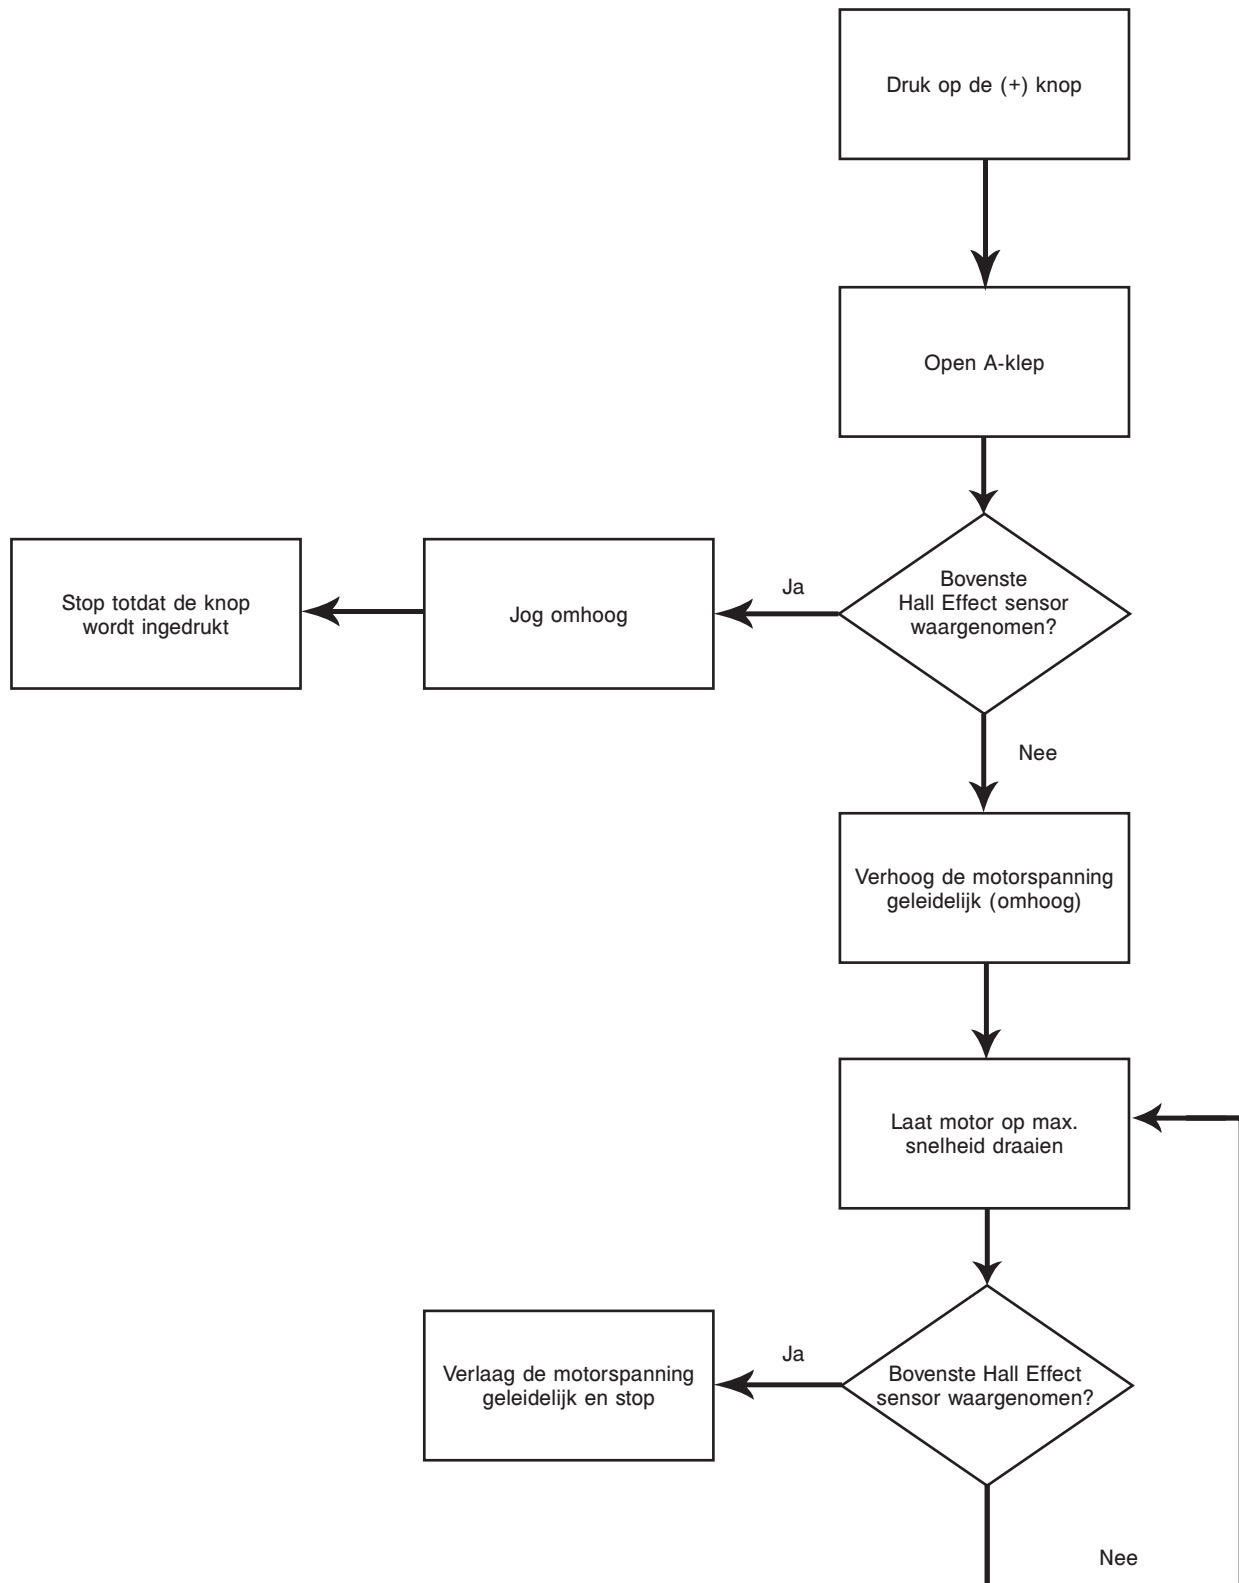 Druk op de (+) knop
Open A-klep
Bovenste
Hall Effect sensor
waargenomen?
Ja
Jog omhoog
Stop totdat de knop
wordt ingedrukt
Nee
Verhoog de motorspanning
geleidelijk (omhoog)
Laat motor op max.
snelheid draaien
Bovenste Hall Effect
sensor waargenomen?
Ja
Verlaag de motorspanning
geleidelijk en stop
Nee